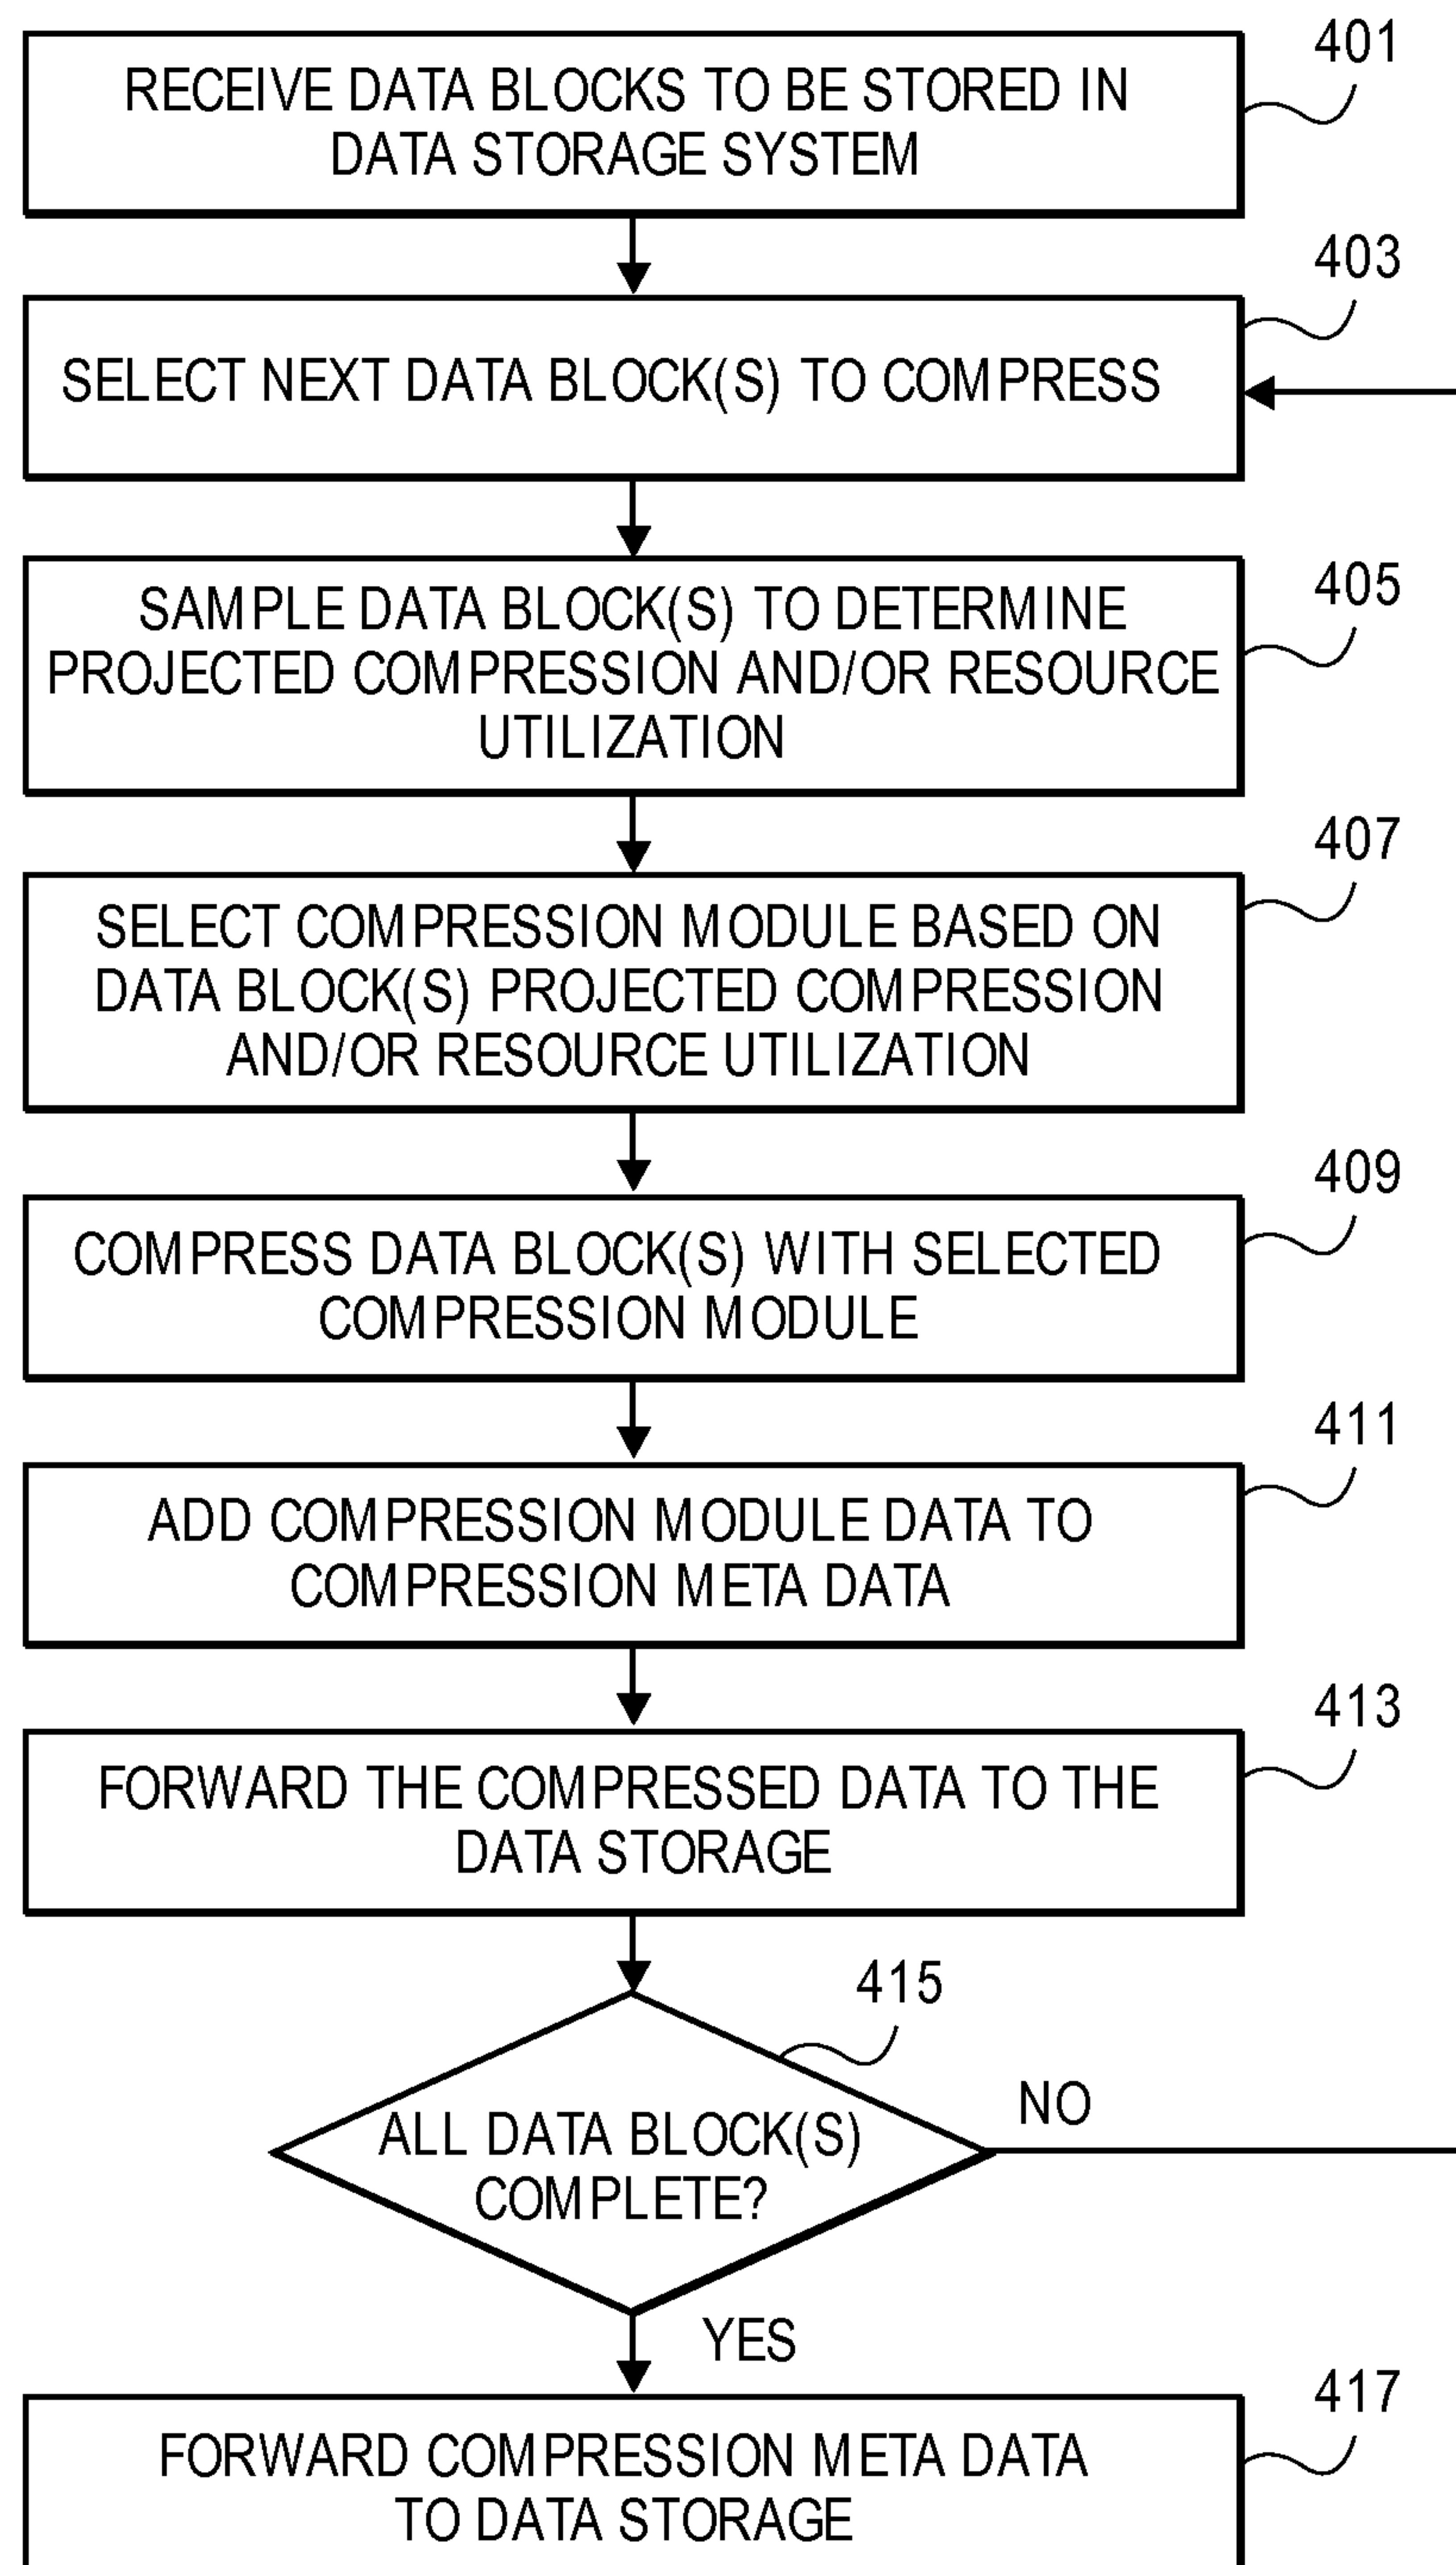 401
RECEIVE DATA BLOCKS TO BE STORED IN
DATA STORAGE SYSTEM
403
SELECT NEXT DATA BLOCK(S) TO COMPRESS
405
SAMPLE DATA BLOCK(S) TO DETERMINE
PROJECTED COMPRESSION AND/OR RESOURCE
UTILIZATION
407
SELECT COMPRESSION MODULE BASED ON
DATA BLOCK(S) PROJECTED COMPRESSION
AND/OR RESOURCE UTILIZATION
409
COMPRESS DATA BLOCK(S) WITH SELECTED
COMPRESSION MODULE
411
ADD COMPRESSION MODULE DATA TO
COMPRESSION META DATA
413
FORWARD THE COMPRESSED DATA TO THE
DATA STORAGE
415
ALL DATA BLOCK(S)
COMPLETE?
NO
YES
417
FORWARD COMPRESSION META DATA
TO DATA STORAGE